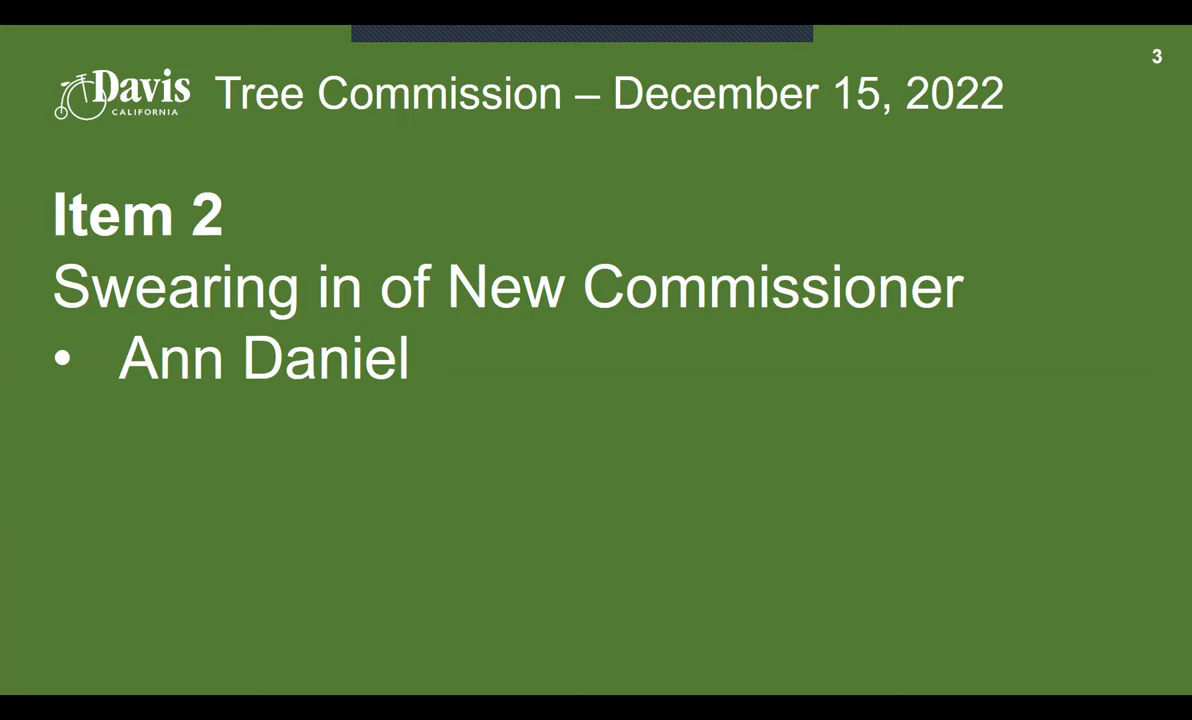 3
Davis
CALIFORNIA
Tree Commission – December 15, 2022
Item 2
Swearing in of New Commissioner
• Ann Daniel